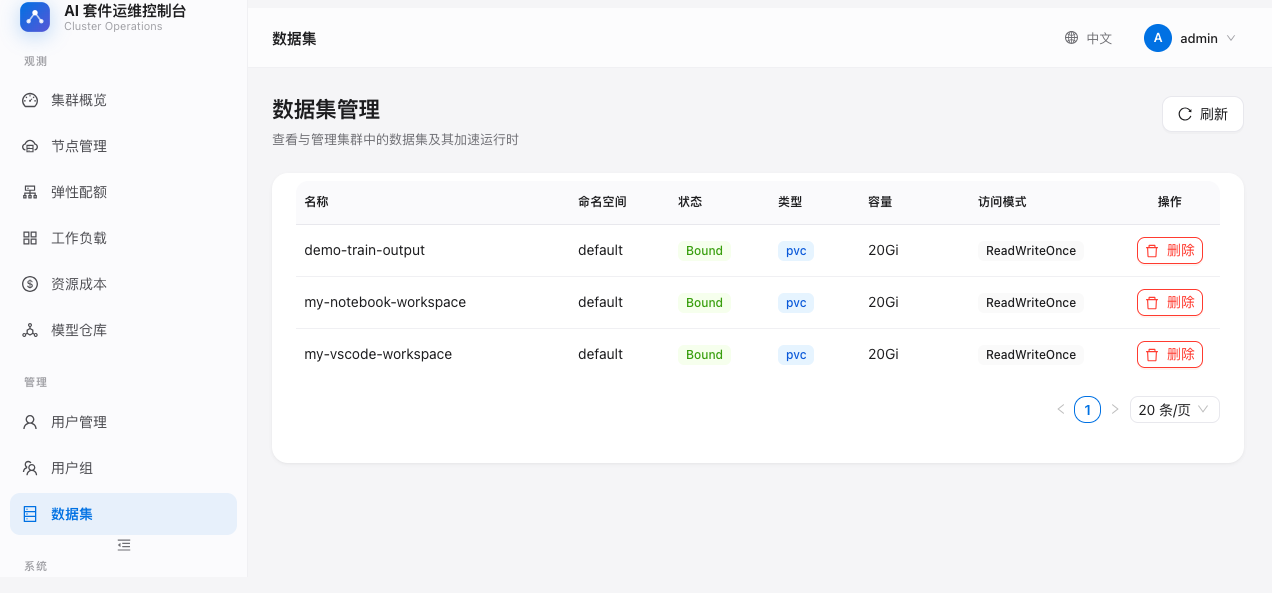 AI 套件运维控制台
Cluster Operations
观测
集群概览
节点管理
弹性配额
工作负载
资源成本
模型仓库
管理
用户管理
用户组
数据集
系统
数据集
中文
A admin
数据集管理
查看与管理集群中的数据集及其加速运行时
刷新
名称 命名空间 状态 类型 容量 访问模式 操作
demo-train-output default Bound pvc 20Gi ReadWriteOnce 删除
my-notebook-workspace default Bound pvc 20Gi ReadWriteOnce 删除
my-vscode-workspace default Bound pvc 20Gi ReadWriteOnce 删除
1 20 条/页